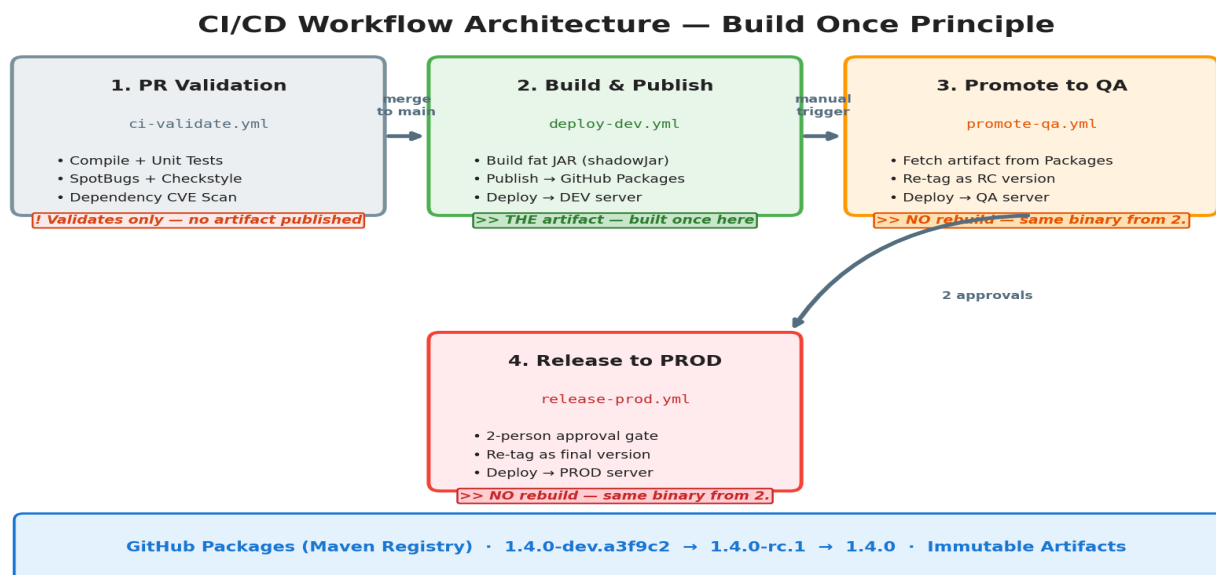 CI/CD Workflow Architecture — Build Once Principle
1. PR Validation
ci-validate.yml
• Compile + Unit Tests
• SpotBugs + Checkstyle
• Dependency CVE Scan
! Validates only — no artifact published
merge
to main
2. Build & Publish
deploy-dev.yml
• Build fat JAR (shadowJar)
• Publish → GitHub Packages
• Deploy → DEV server
>> THE artifact — built once here
manual
trigger
3. Promote to QA
promote-qa.yml
• Fetch artifact from Packages
• Re-tag as RC version
• Deploy → QA server
>> NO rebuild — same binary from 2.
2 approvals
4. Release to PROD
release-prod.yml
• 2-person approval gate
• Re-tag as final version
• Deploy → PROD server
>> NO rebuild — same binary from 2.
GitHub Packages (Maven Registry) · 1.4.0-dev.a3f9c2 → 1.4.0-rc.1 → 1.4.0 · Immutable Artifacts